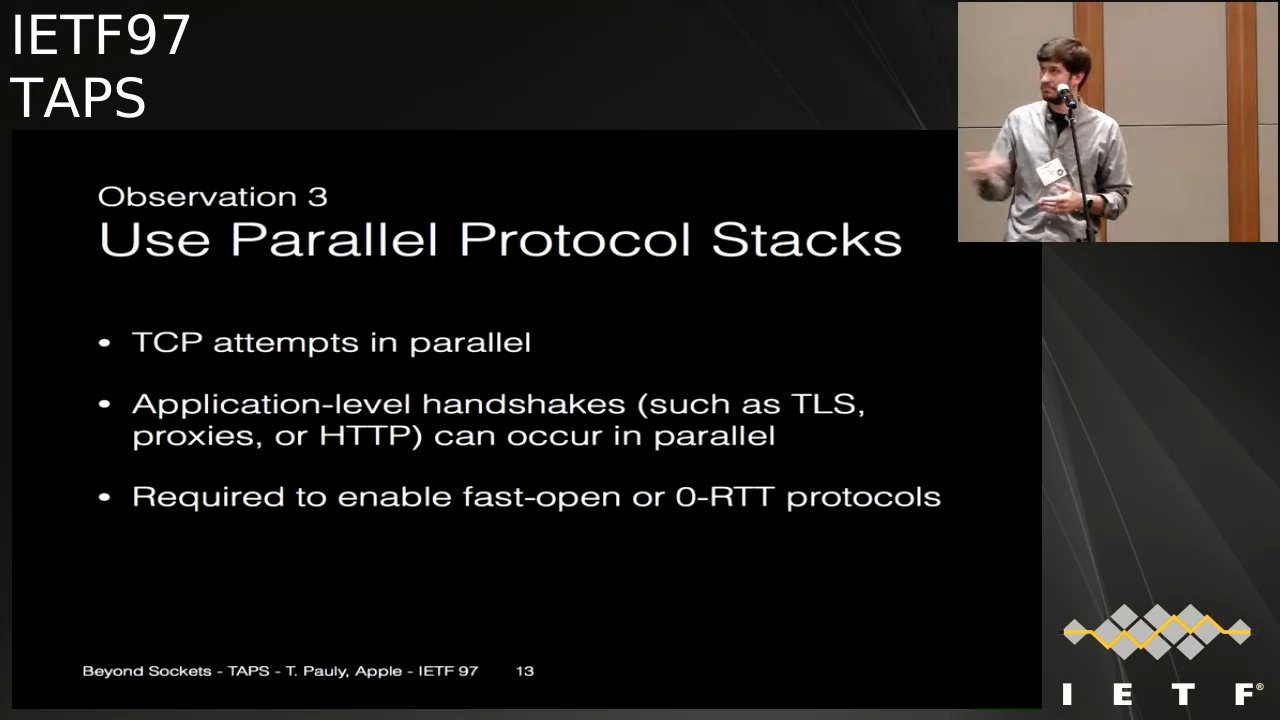 IETF97
TAPS
Observation 3
Use Parallel Protocol Stacks
• TCP attempts in parallel
• Application-level handshakes (such as TLS,
proxies, or HTTP) can occur in parallel
• Required to enable fast-open or 0-RTT protocols
Beyond Sockets - TAPS - T. Pauly, Apple - IETF 97 13
I E T F®